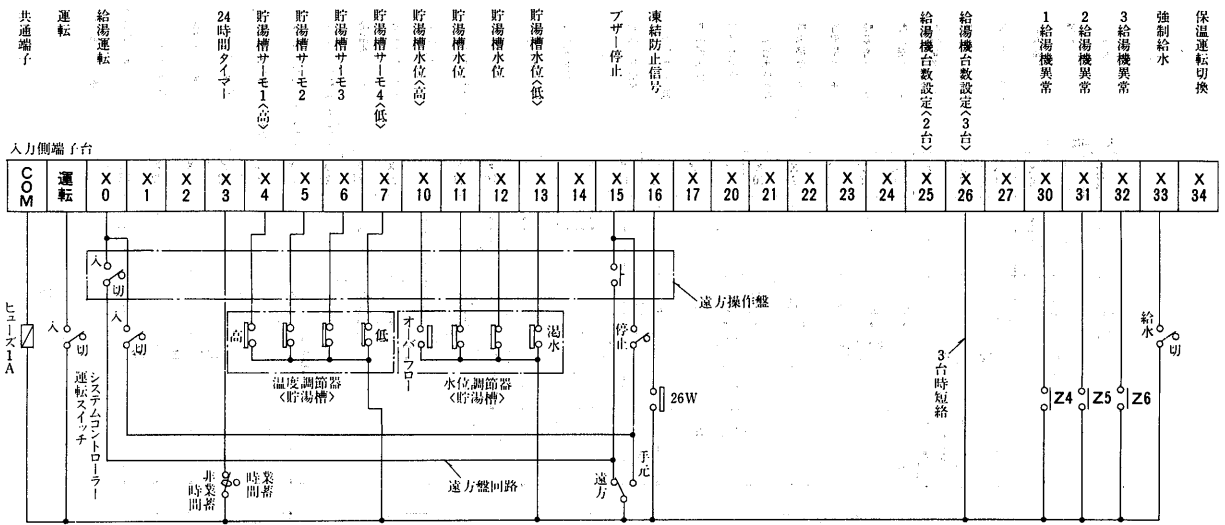 共通端子
運転
給湯運転
24時間タイマー
貯湯槽サーモ1〈高〉
貯湯槽サーモ2
貯湯槽サーモ3
貯湯槽サーモ4〈低〉
貯湯槽水位〈高〉
貯湯槽水位
貯湯槽水位
貯湯槽水位〈低〉
ブザー停止
凍結防止信号
給湯機台数設定〈2台〉
給湯機台数設定〈3台〉
1給湯機異常
2給湯機異常
3給湯機異常
強制給水
保温運転切換
入力側端子台
COM
運転
X0
X1
X2
X3
X4
X5
X6
X7
X10
X11
X12
X13
X14
X15
X16
X17
X20
X21
X22
X23
X24
X25
X26
X27
X30
X31
X32
X33
X34
入
切
遠方操作盤
ヒューズ1A
入
切
入
切
高
低
オーバーフロー
渇水
停止
給水
切
システムコントローラー
運転スイッチ
温度調節器
〈貯湯槽〉
水位調節器
〈貯湯槽〉
26W
3台時短絡
Z4
Z5
Z6
非業蓄
時間
業蓄
時間
遠方盤回路
遠方
手元